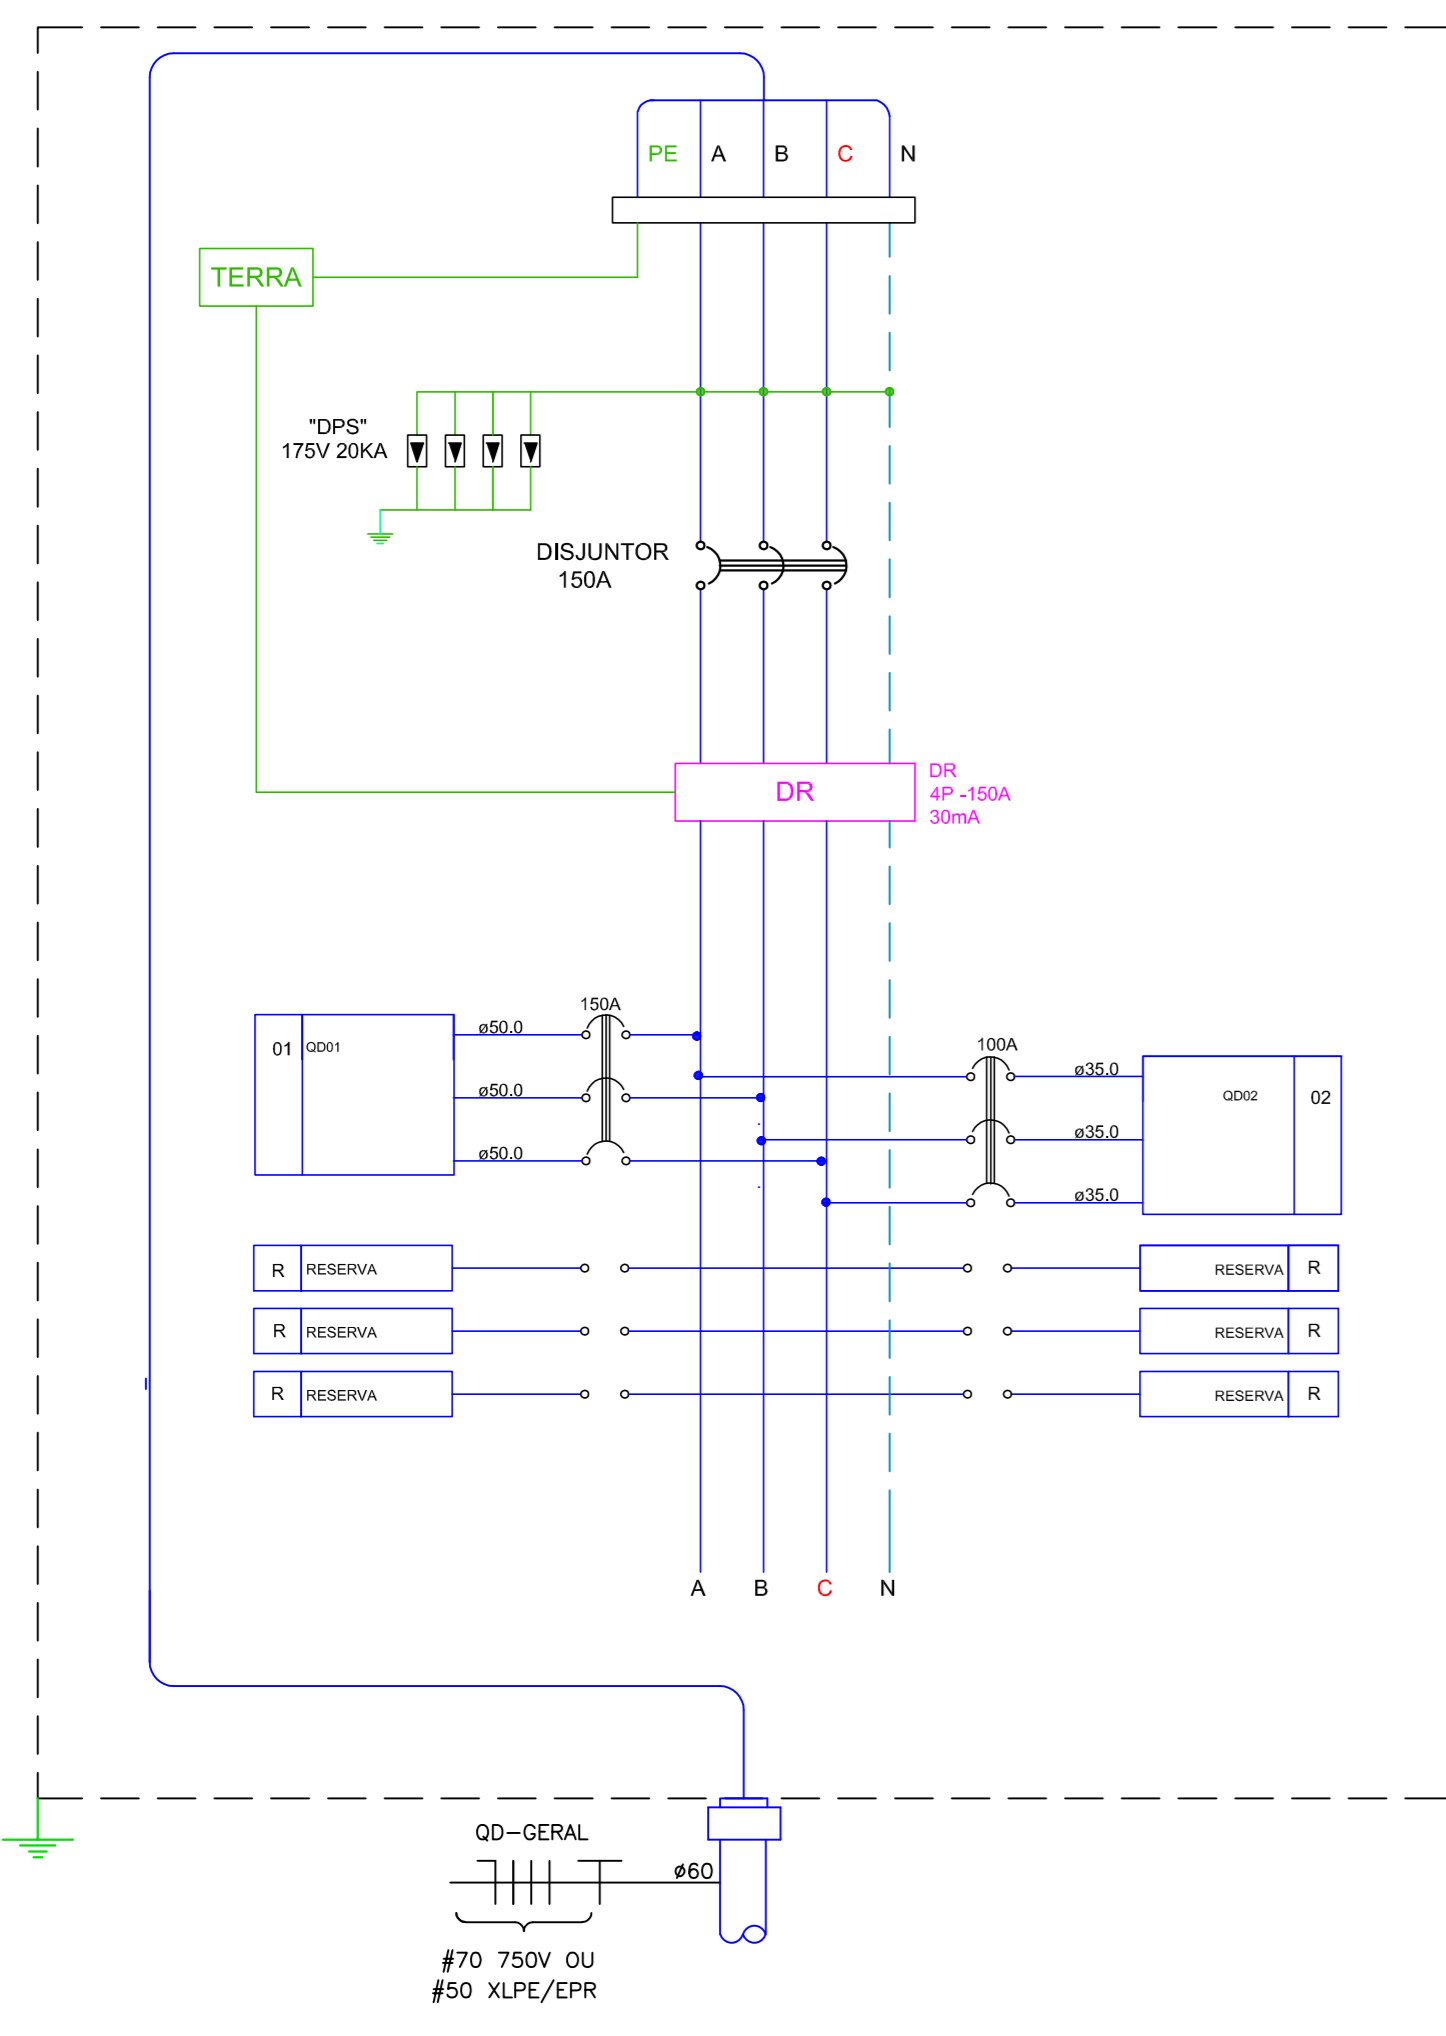 PE A B C N
TERRA
"DPS"
175V 20KA
DISJUNTOR
150A
DR
DR
4P -150A
30mA
150A
01 QD01
ø50.0
ø50.0
ø50.0
100A
ø35.0
ø35.0
ø35.0
QD02 02
R RESERVA
RESERVA R
R RESERVA
RESERVA R
R RESERVA
RESERVA R
A B C N
QD-GERAL
ø60
#70 750V OU
#50 XLPE/EPR